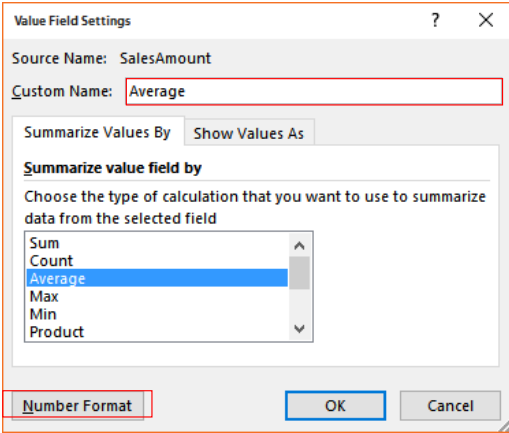 Value Field Settings ? ×
Source Name: SalesAmount
Custom Name: Average
Summarize Values By Show Values As
Summarize value field by
Choose the type of calculation that you want to use to summarize
data from the selected field
Sum
Count
Average
Max
Min
Product
Number Format OK Cancel